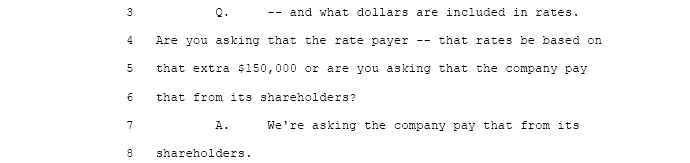 3 Q. -- and what dollars are included in rates.
4 Are you asking that the rate payer -- that rates be based on
5 that extra $150,000 or are you asking that the company pay
6 that from its shareholders?
7 A. We're asking the company pay that from its
8 shareholders.